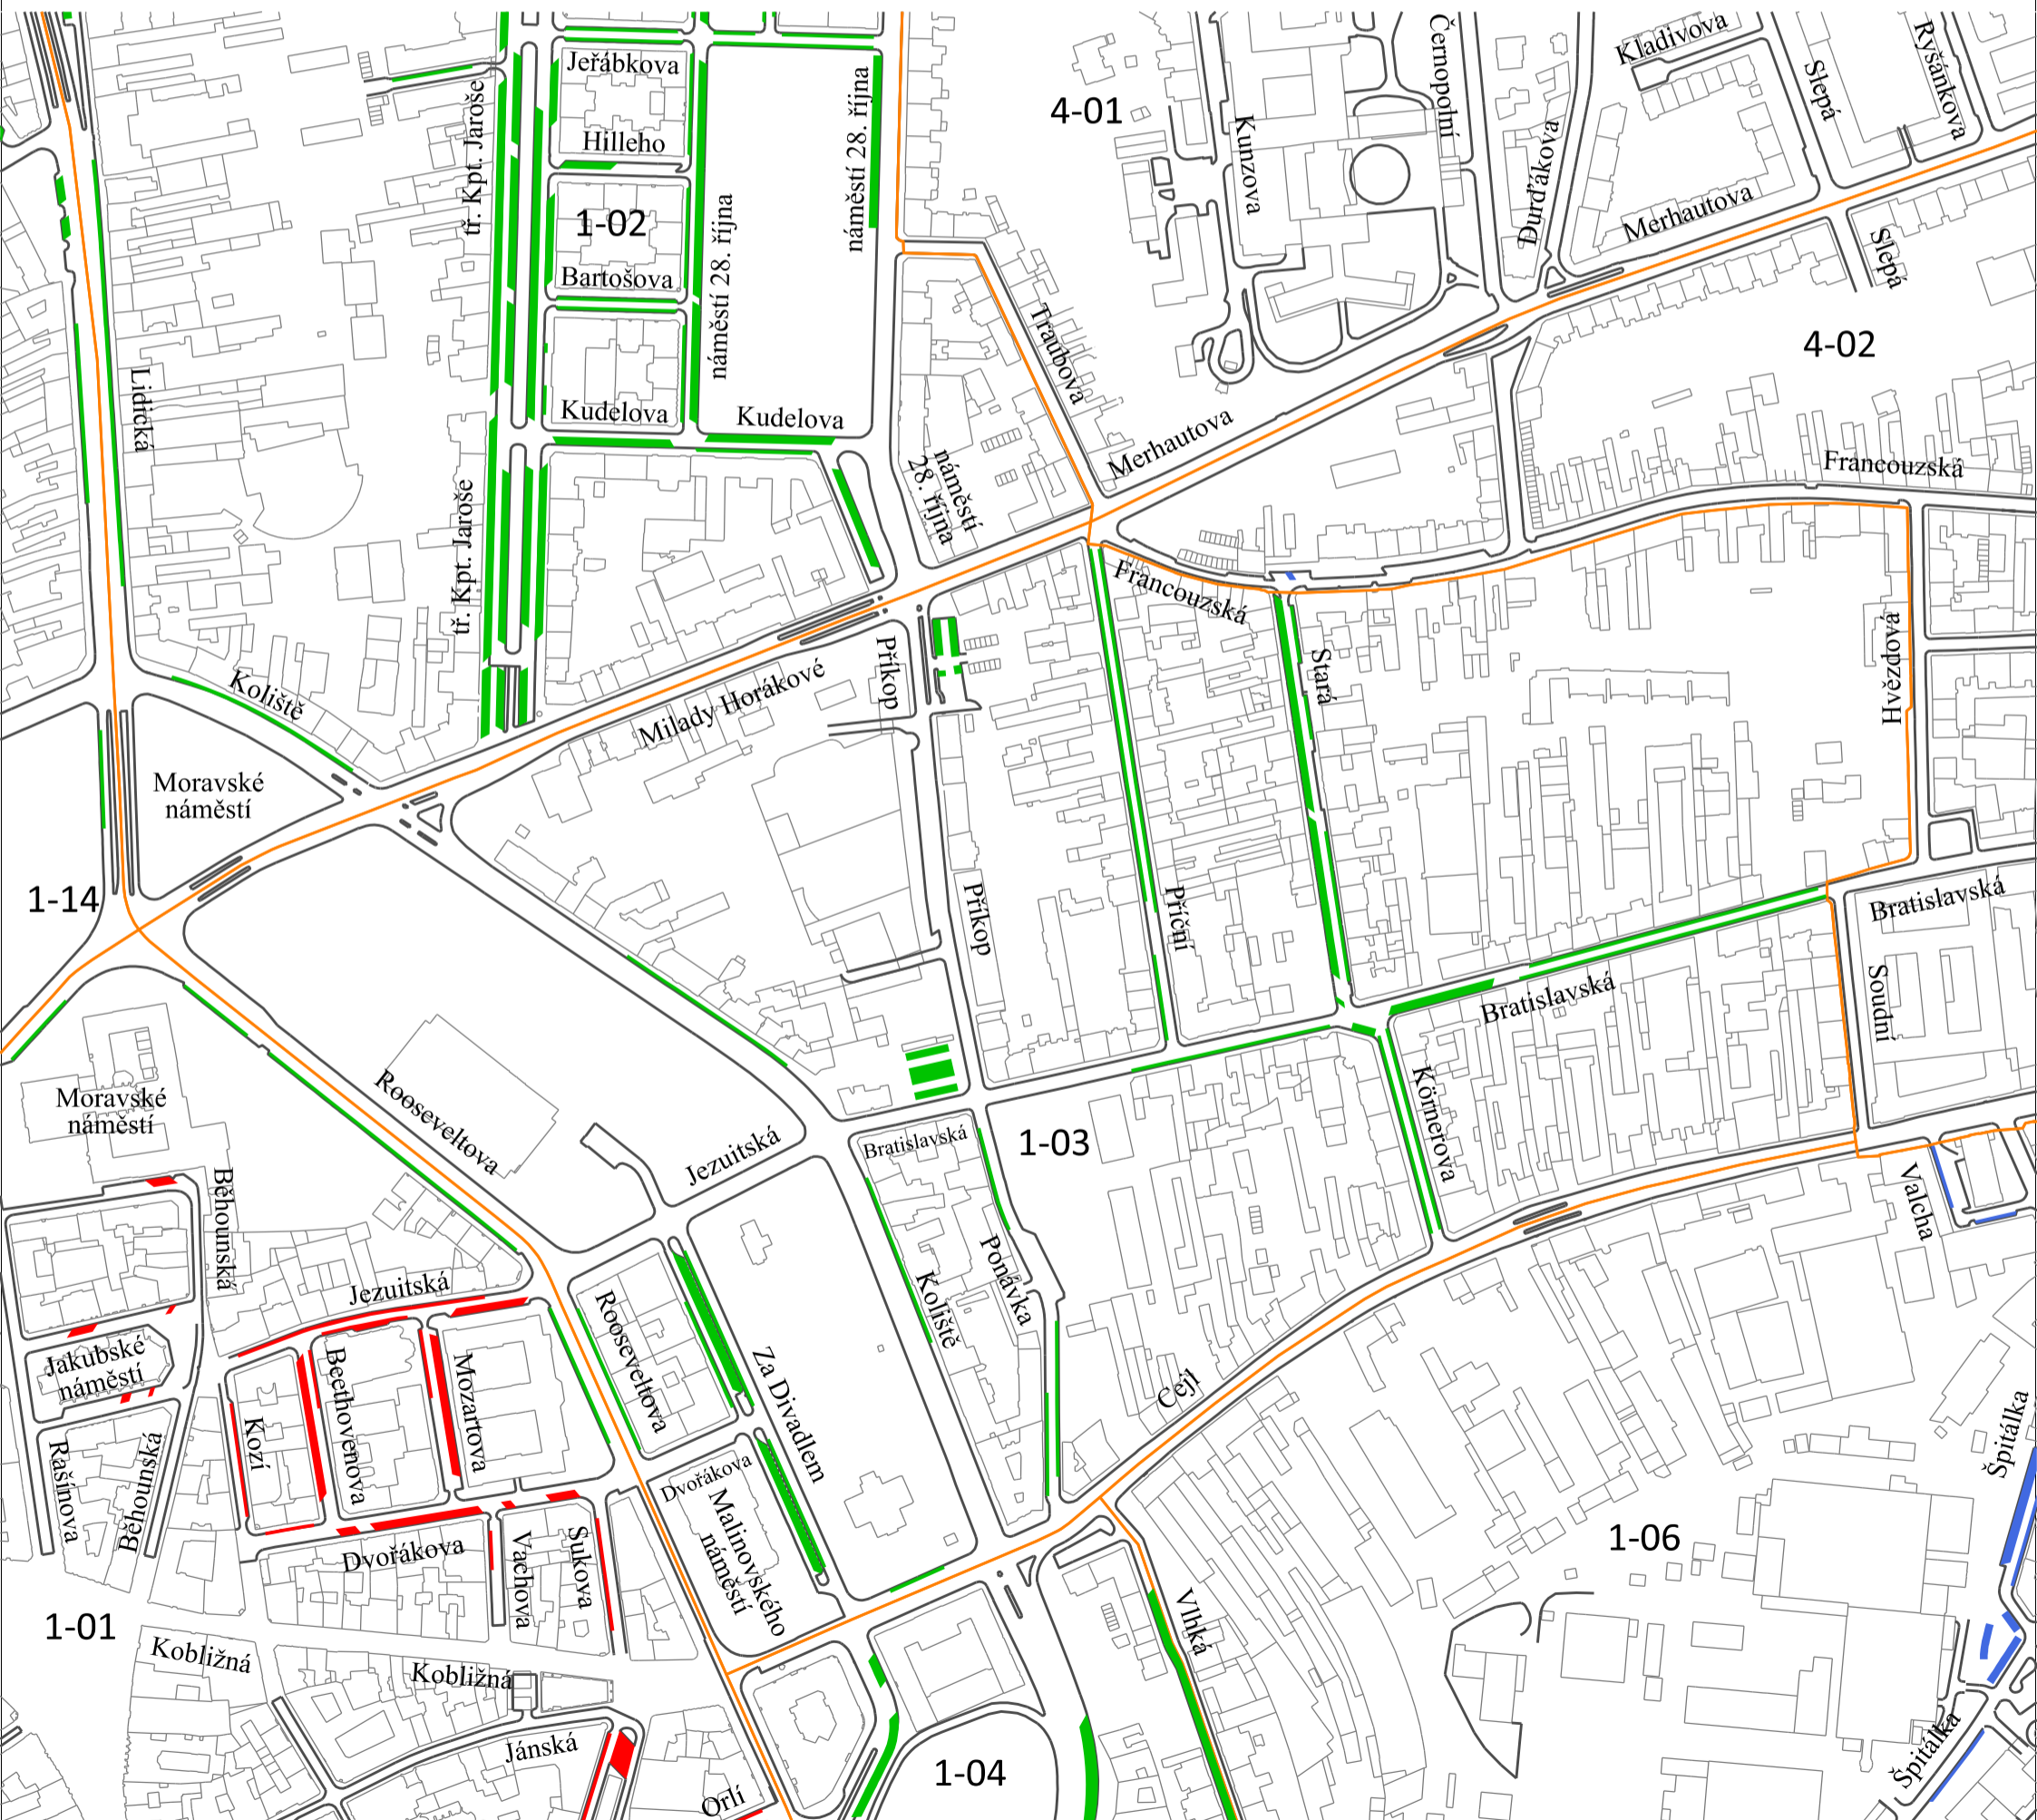 Jeřábkova
Hilleho
1-02
Bartošova
Kudelova
Kudelova
tř. Kpt. Jaroše
tř. Kpt. Jaroše
náměstí 28. října
náměstí 28. října
náměstí
28. října
4-01
Kunzova
Černopolní
Durďákova
Kladivova
Slepá
Ryšánkova
Merhautova
Slepá
4-02
Traubova
Merhautova
Francouzská
Francouzská
Lidická
Koliště
Milady Horákové
Příkop
Stará
Hvězdová
Moravské
náměstí
1-14
Příkop
Příční
Bratislavská
Bratislavská
Soudní
Moravské
náměstí
Rooseveltova
Jezuitská
Bratislavská
1-03
Körnerova
Valcha
Běhounská
Jezuitská
Rooseveltova
Koliště
Ponávka
Za Divadlem
Cejl
Jakubské
náměstí
Kozí
Beethovenova
Mozartova
Rašínova
Běhounská
Dvořákova
Vachova
Sukova
Dvořákova
Malinovského
náměstí
Vlhká
1-06
Špitálka
Špitálka
1-01
Kobližná
Kobližná
Jánská
Orlí
1-04